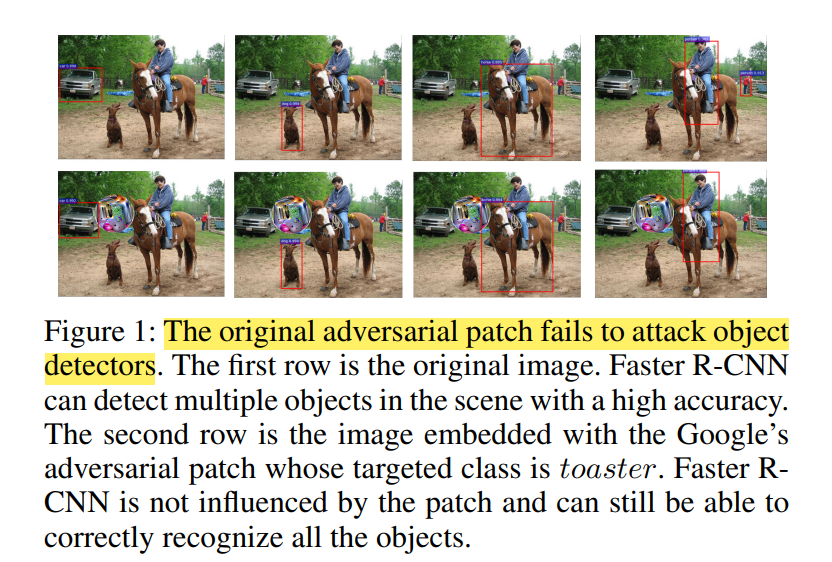 Figure 1: The original adversarial patch fails to attack object
detectors. The first row is the original image. Faster R-CNN
can detect multiple objects in the scene with a high accuracy.
The second row is the image embedded with the Google's
adversarial patch whose targeted class is toaster. Faster R-
CNN is not influenced by the patch and can still be able to
correctly recognize all the objects.